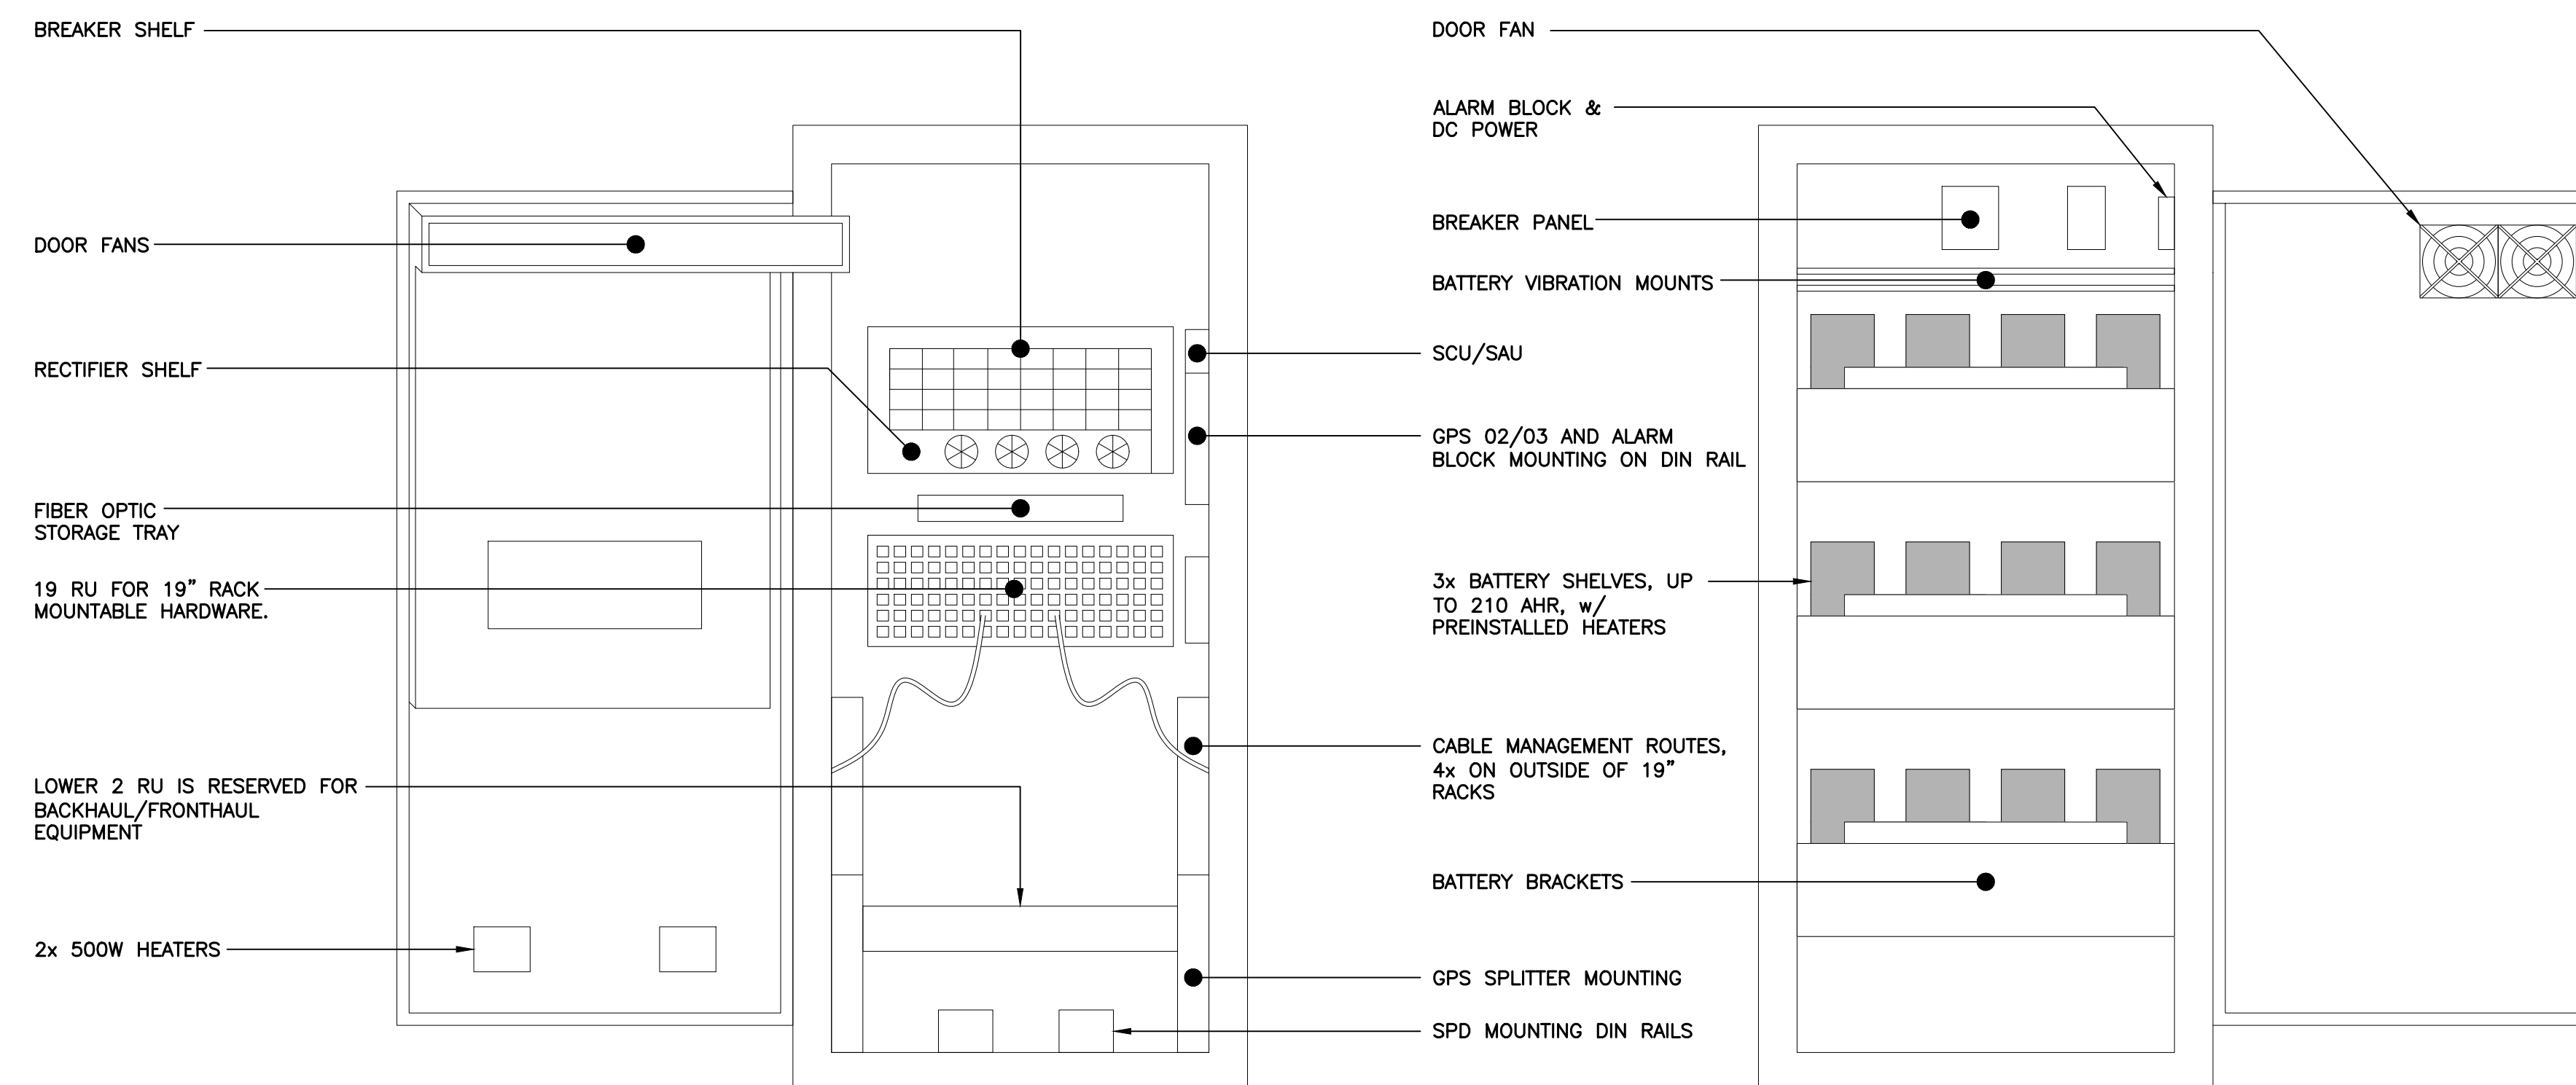 BREAKER SHELF
DOOR FANS
RECTIFIER SHELF
FIBER OPTIC
STORAGE TRAY
19 RU FOR 19" RACK
MOUNTABLE HARDWARE.
LOWER 2 RU IS RESERVED FOR
BACKHAUL/FRONTHAUL
EQUIPMENT
2x 500W HEATERS
DOOR FAN
ALARM BLOCK &
DC POWER
BREAKER PANEL
BATTERY VIBRATION MOUNTS
SCU/SAU
GPS 02/03 AND ALARM
BLOCK MOUNTING ON DIN RAIL
3x BATTERY SHELVES, UP
TO 210 AHR, w/
PREINSTALLED HEATERS
CABLE MANAGEMENT ROUTES,
4x ON OUTSIDE OF 19"
RACKS
BATTERY BRACKETS
GPS SPLITTER MOUNTING
SPD MOUNTING DIN RAILS